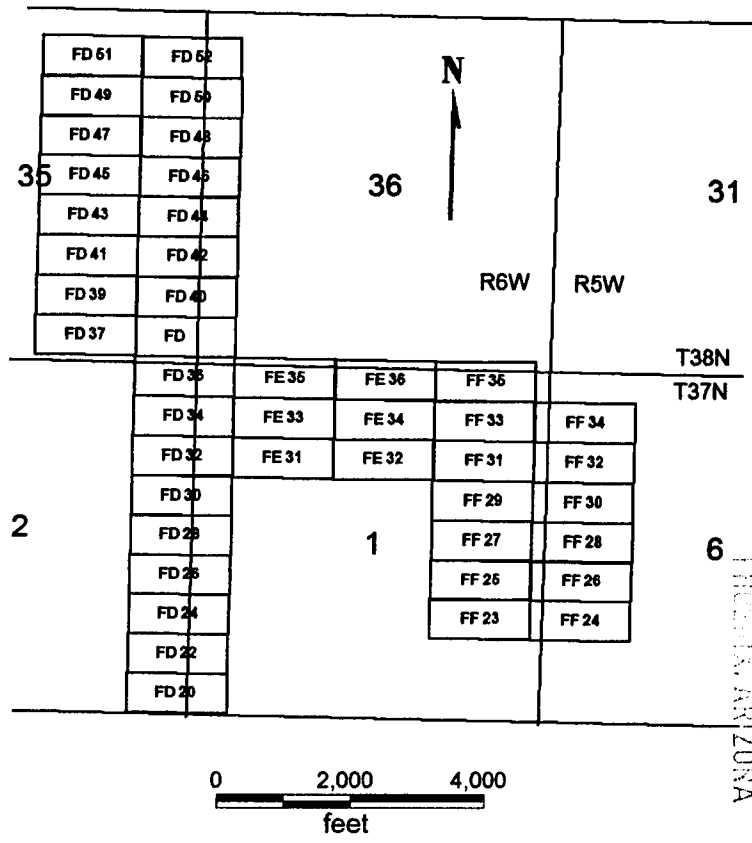 FD 51 FD 52
N
FD 49 FD 50
FD 47 FD 48
35 FD 45 FD 46 36 31
FD 43 FD 44
FD 41 FD 42
R6W R5W
FD 39 FD 40
FD 37 FD
T38N
FD 35 FE 35 FE 36 FF 35
T37N
FD 34 FE 33 FE 34 FF 33 FF 34
FD 32 FE 31 FE 32 FF 31 FF 32
FD 30 FF 29 FF 30
2 FD 28 1 FF 27 FF 28 6
FD 26 FF 25 FF 26
FD 24 FF 23 FF 24
FD 22
FD 20
ARIZONA
0 2,000 4,000
feet